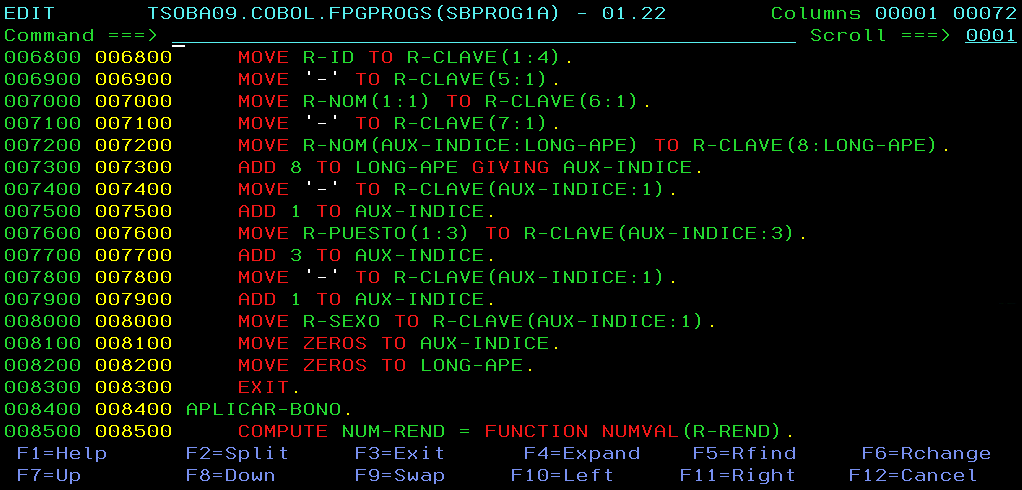 EDIT TSOBA09.COBOL.FPGPROGS(SBPROG1A) - 01.22 Columns 00001 00072
Command ===> Scroll ===> 0001
006800 006800 MOVE R-ID TO R-CLAVE(1:4).
006900 006900 MOVE '-' TO R-CLAVE(5:1).
007000 007000 MOVE R-NOM(1:1) TO R-CLAVE(6:1).
007100 007100 MOVE '-' TO R-CLAVE(7:1).
007200 007200 MOVE R-NOM(AUX-INDICE:LONG-APE) TO R-CLAVE(8:LONG-APE).
007300 007300 ADD 8 TO LONG-APE GIVING AUX-INDICE.
007400 007400 MOVE '-' TO R-CLAVE(AUX-INDICE:1).
007500 007500 ADD 1 TO AUX-INDICE.
007600 007600 MOVE R-PUESTO(1:3) TO R-CLAVE(AUX-INDICE:3).
007700 007700 ADD 3 TO AUX-INDICE.
007800 007800 MOVE '-' TO R-CLAVE(AUX-INDICE:1).
007900 007900 ADD 1 TO AUX-INDICE.
008000 008000 MOVE R-SEXO TO R-CLAVE(AUX-INDICE:1).
008100 008100 MOVE ZEROS TO AUX-INDICE.
008200 008200 MOVE ZEROS TO LONG-APE.
008300 008300 EXIT.
008400 008400 APLICAR-BONO.
008500 008500 COMPUTE NUM-REND = FUNCTION NUMVAL(R-REND).
F1=Help F2=Split F3=Exit F4=Expand F5=Rfind F6=Rchange
F7=Up F8=Down F9=Swap F10=Left F11=Right F12=Cancel